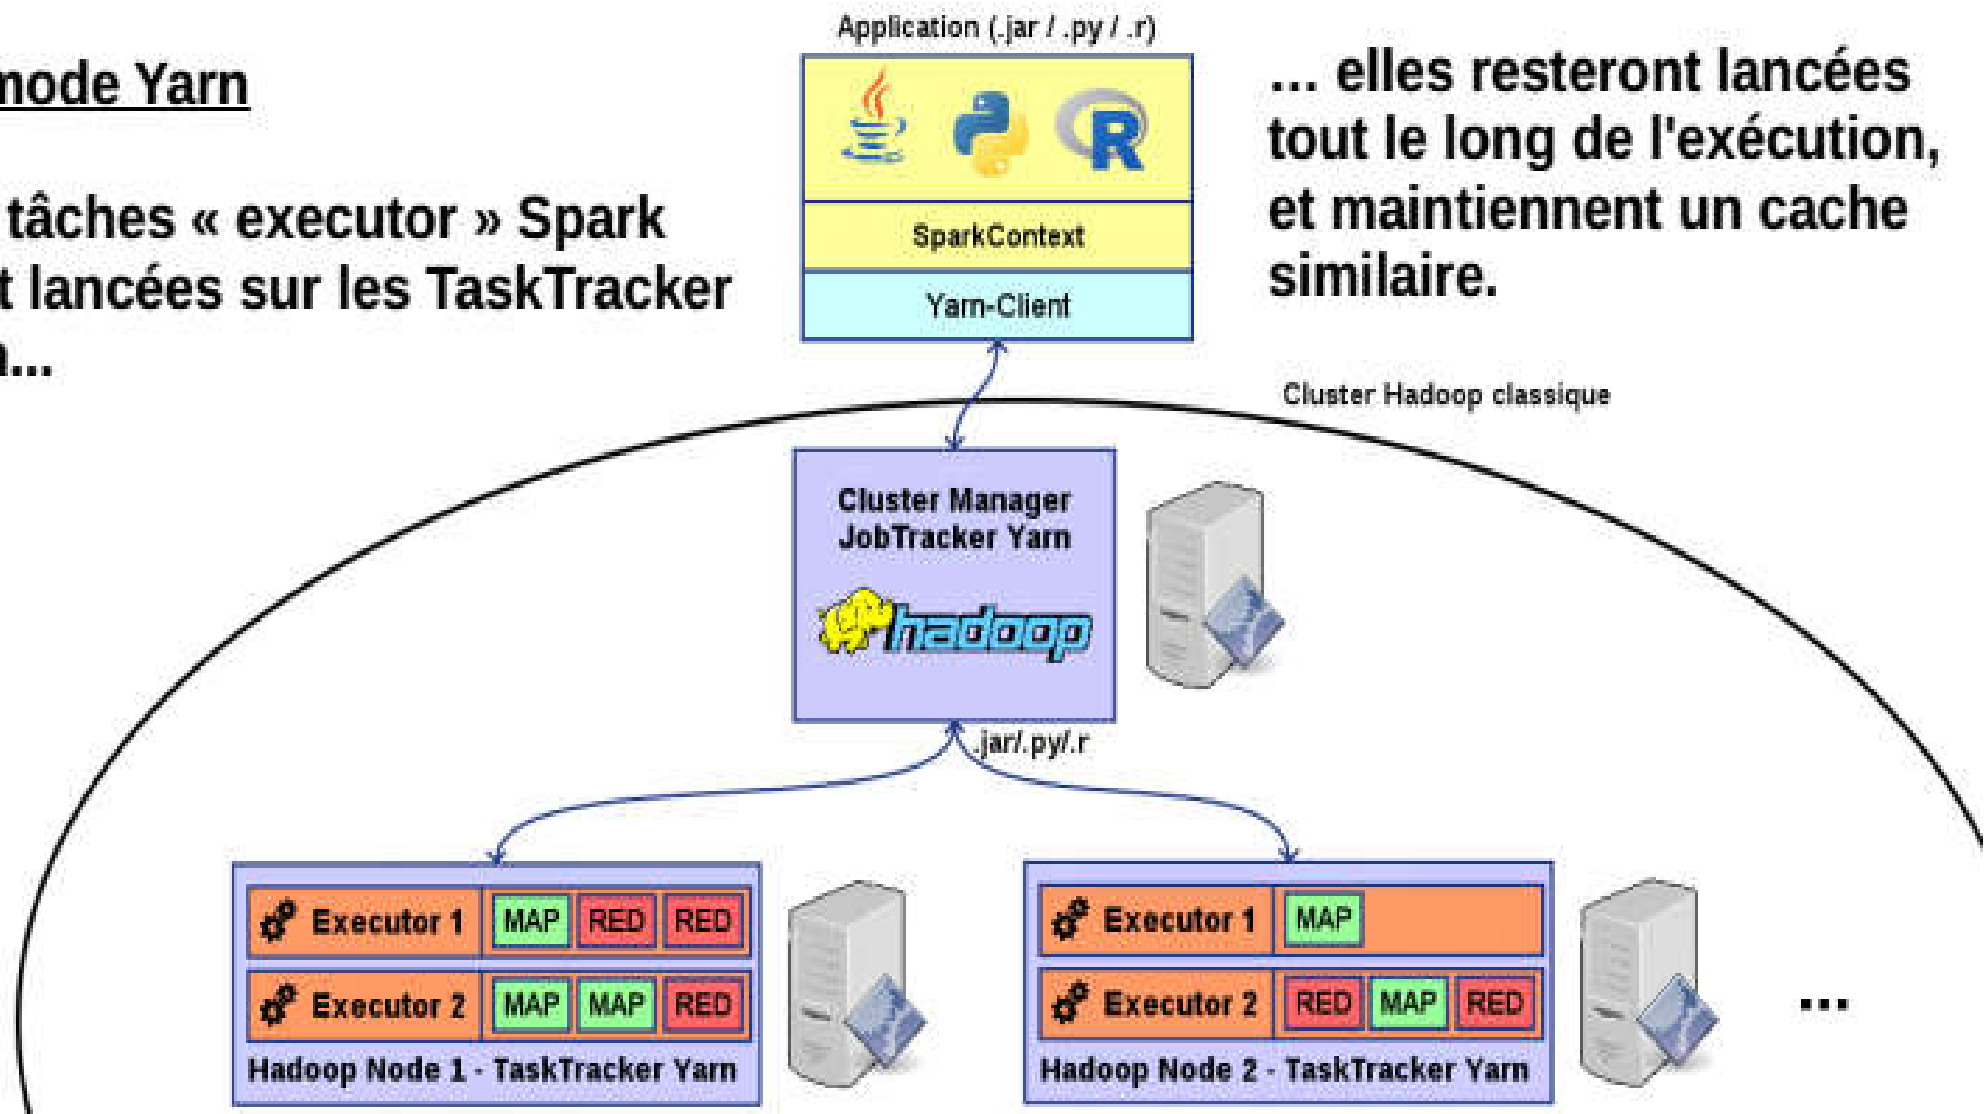 mode Yarn
tâches « executor » Spark
t lancées sur les TaskTracker
...
Application (.jar / .py / .r)
SparkContext
Yarn-Client
... elles resteront lancées
tout le long de l'exécution,
et maintiennent un cache
similaire.
Cluster Hadoop classique
Cluster Manager
JobTracker Yarn
hadoop
.jar/.py/.r
Executor 1 MAP RED RED
Executor 2 MAP MAP RED
Hadoop Node 1 - TaskTracker Yarn
Executor 1 MAP
Executor 2 RED MAP RED
Hadoop Node 2 - TaskTracker Yarn
...